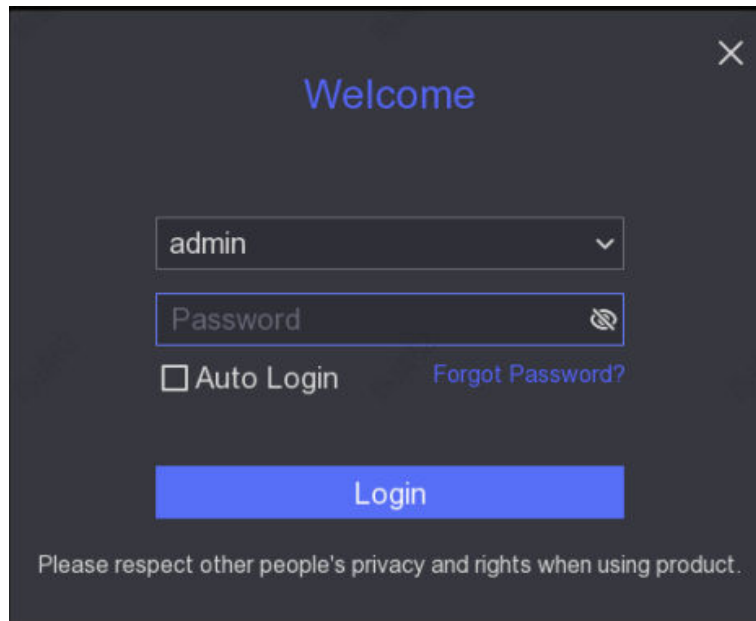 Welcome
admin
Password
Auto Login Forgot Password?
Login
Please respect other people's privacy and rights when using product.